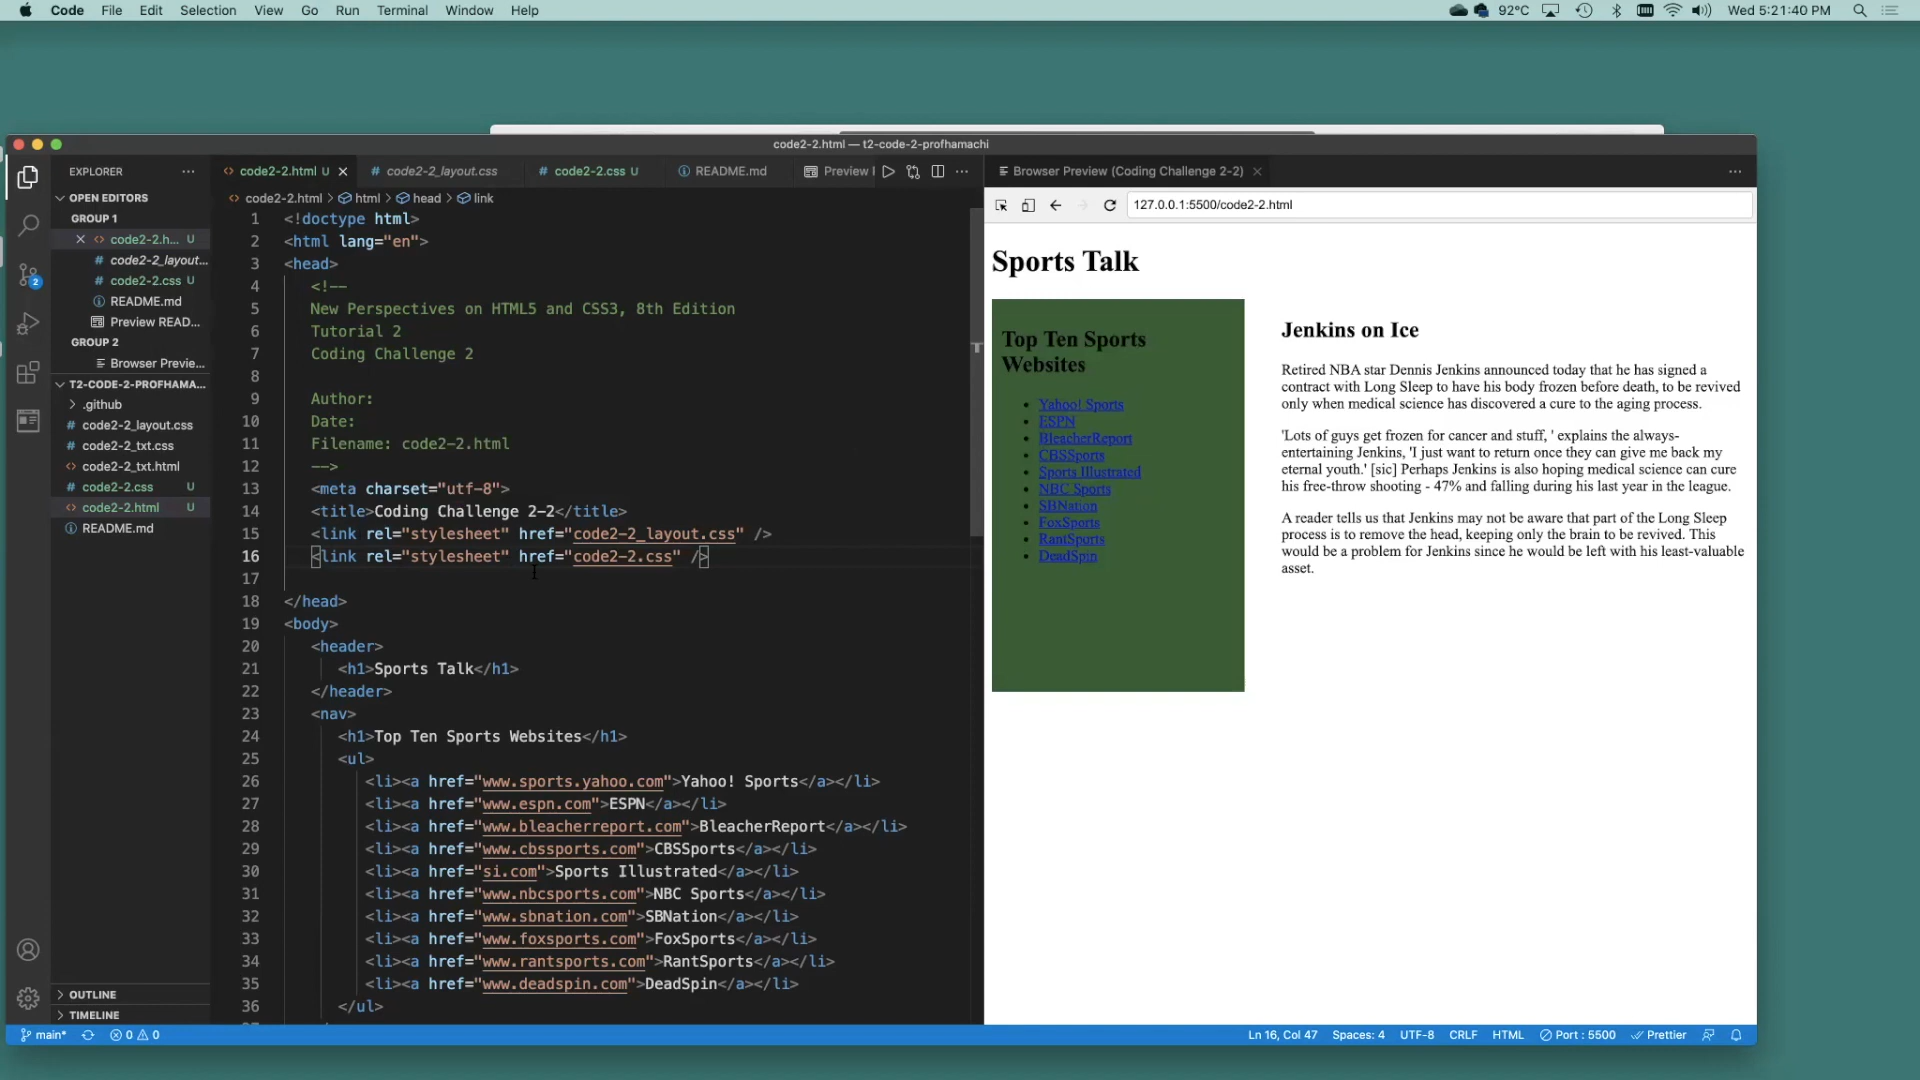 Code File Edit Selection View Go Run Terminal Window Help
92°C Wed 5:21:40 PM
code2-2.html — t2-code-2-profhamachi
EXPLORER
OPEN EDITORS
GROUP 1
code2-2.h... U
code2-2_layout...
code2-2.css U
README.md
Preview READ...
GROUP 2
Browser Previe...
T2-CODE-2-PROFHAMA...
.github
code2-2_layout.css
code2-2_txt.css
code2-2_txt.html
code2-2.css U
code2-2.html U
README.md
OUTLINE
TIMELINE
2
code2-2.html U code2-2_layout.css code2-2.css U README.md Preview
code2-2.html > html > head > link
1 <!doctype html>
2 <html lang="en">
3 <head>
4 <!--
5 New Perspectives on HTML5 and CSS3, 8th Edition
6 Tutorial 2
7 Coding Challenge 2
8
9 Author:
10 Date:
11 Filename: code2-2.html
12 -->
13 <meta charset="utf-8">
14 <title>Coding Challenge 2-2</title>
15 <link rel="stylesheet" href="code2-2_layout.css" />
16 <link rel="stylesheet" href="code2-2.css" />
17
18 </head>
19 <body>
20 <header>
21 <h1>Sports Talk</h1>
22 </header>
23 <nav>
24 <h1>Top Ten Sports Websites</h1>
25 <ul>
26 <li><a href="www.sports.yahoo.com">Yahoo! Sports</a></li>
27 <li><a href="www.espn.com">ESPN</a></li>
28 <li><a href="www.bleacherreport.com">BleacherReport</a></li>
29 <li><a href="www.cbssports.com">CBSSports</a></li>
30 <li><a href="si.com">Sports Illustrated</a></li>
31 <li><a href="www.nbcsports.com">NBC Sports</a></li>
32 <li><a href="www.sbnation.com">SBNation</a></li>
33 <li><a href="www.foxsports.com">FoxSports</a></li>
34 <li><a href="www.rantsports.com">RantSports</a></li>
35 <li><a href="www.deadspin.com">DeadSpin</a></li>
36 </ul>
Browser Preview (Coding Challenge 2-2)
127.0.0.1:5500/code2-2.html
Sports Talk
Top Ten Sports
Websites
Yahoo! Sports
ESPN
BleacherReport
CBSSports
Sports Illustrated
NBC Sports
SBNation
FoxSports
RantSports
DeadSpin
Jenkins on Ice
Retired NBA star Dennis Jenkins announced today that he has signed a
contract with Long Sleep to have his body frozen before death, to be revived
only when medical science has discovered a cure to the aging process.
'Lots of guys get frozen for cancer and stuff, ' explains the always-
entertaining Jenkins, 'I just want to return once they can give me back my
eternal youth.' [sic] Perhaps Jenkins is also hoping medical science can cure
his free-throw shooting - 47% and falling during his last year in the league.
A reader tells us that Jenkins may not be aware that part of the Long Sleep
process is to remove the head, keeping only the brain to be revived. This
would be a problem for Jenkins since he would be left with his least-valuable
asset.
main* 0 0 Ln 16, Col 47 Spaces: 4 UTF-8 CRLF HTML Port : 5500 Prettier